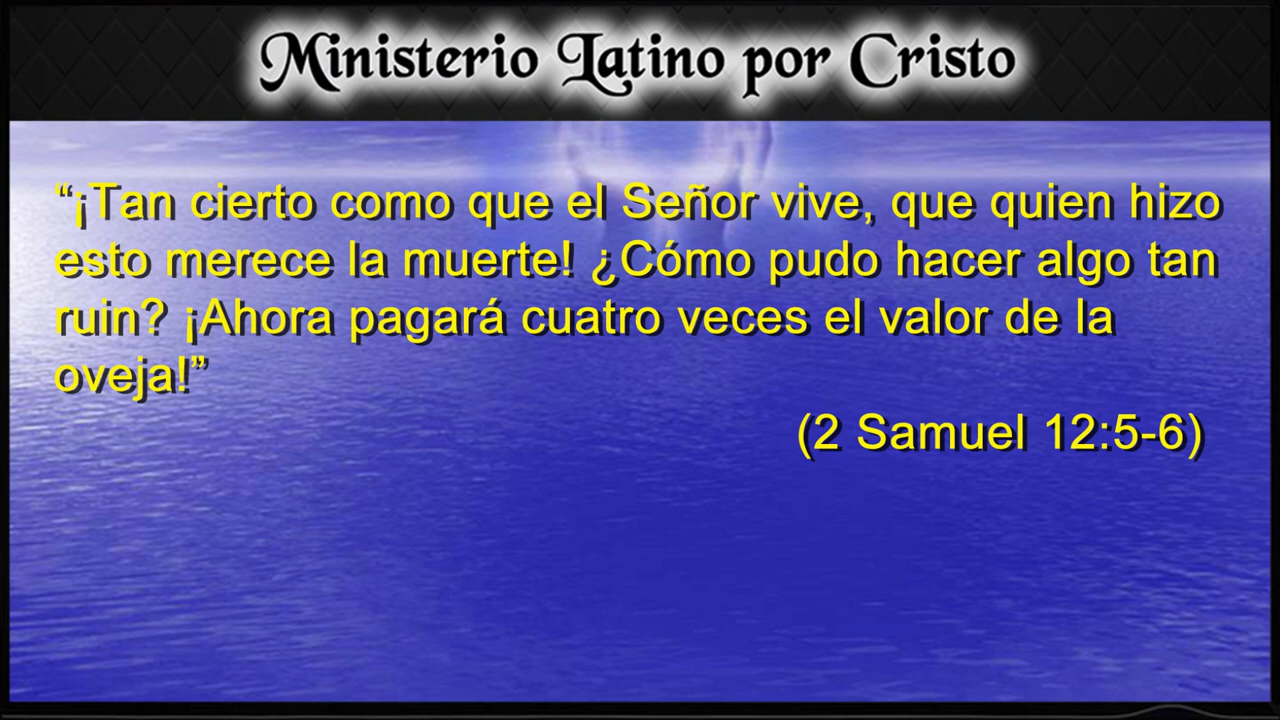 Ministerio Latino por Cristo
“¡Tan cierto como que el Señor vive, que quien hizo
esto merece la muerte! ¿Cómo pudo hacer algo tan
ruin? ¡Ahora pagará cuatro veces el valor de la
oveja!”
(2 Samuel 12:5-6)